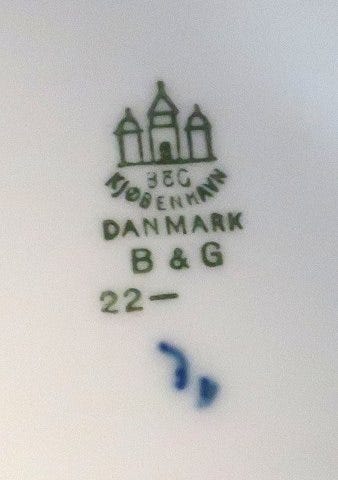 B&G
KJØBENHAVN
DANMARK
B & G
22—